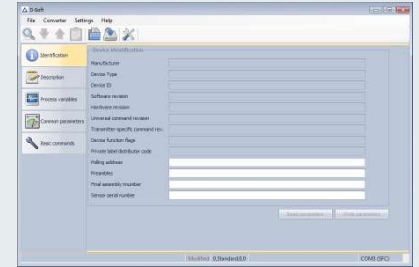 D-Soft
File Converter Settings Help
Identification
Description
Process variables
Common parameters
Basic commands
Device identification
Manufacturer
Device Type
Device ID
Software revision
Hardware revision
Universal command revision
Transmitter-specific command rev.
Device function flags
Private label distributor code
Polling address
Preambles
Final assembly number
Sensor serial number
Read parameters Write parameters
COM3 (SFC)